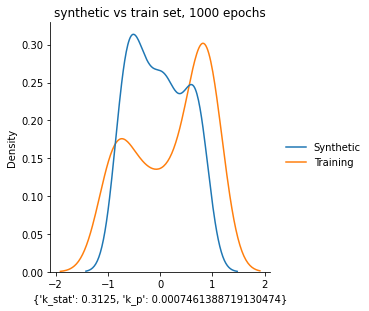 synthetic vs train set, 1000 epochs
0.30
0.25
0.20
0.15
0.10
0.05
0.00
Density
−2
−1
0
1
2
{'k_stat': 0.3125, 'k_p': 0.0007461388719130474}
Synthetic
Training